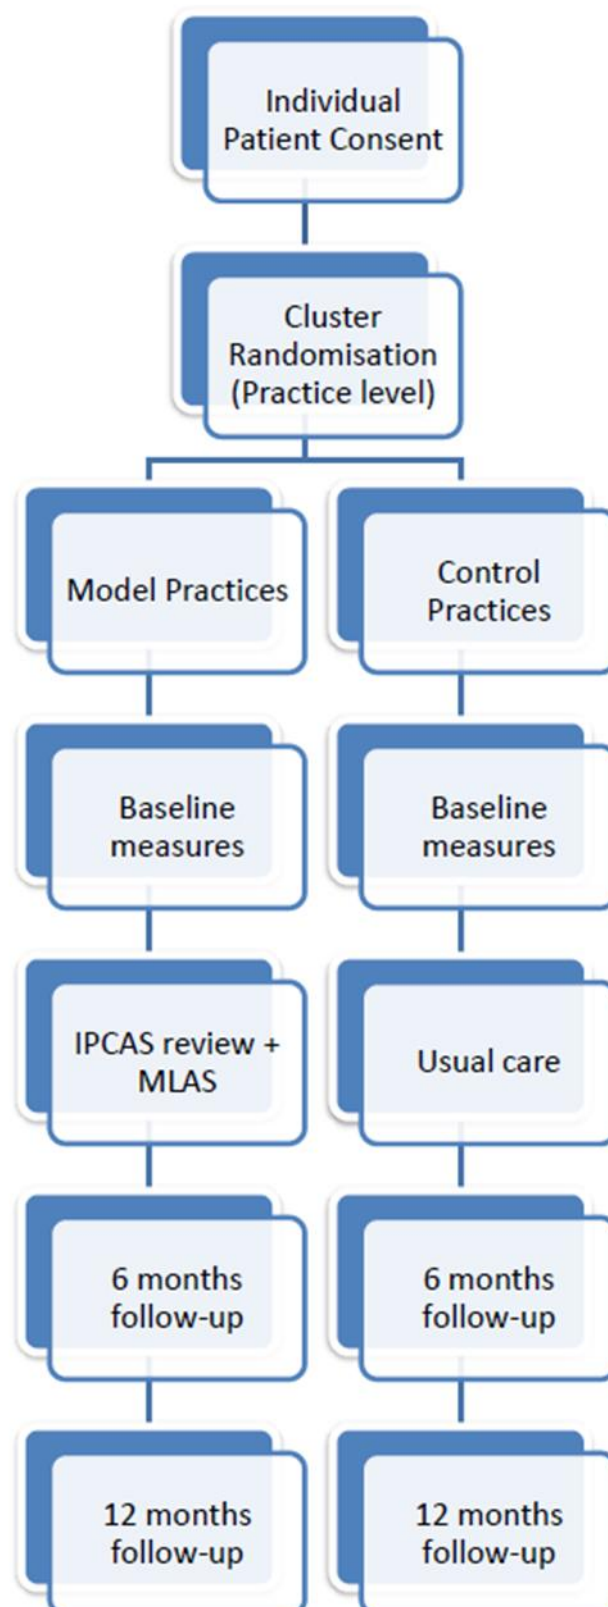 Individual
Patient Consent
Cluster
Randomisation
(Practice level)
Model Practices
Control
Practices
Baseline
measures
Baseline
measures
IPCAS review +
MLAS
Usual care
6 months
follow-up
6 months
follow-up
12 months
follow-up
12 months
follow-up